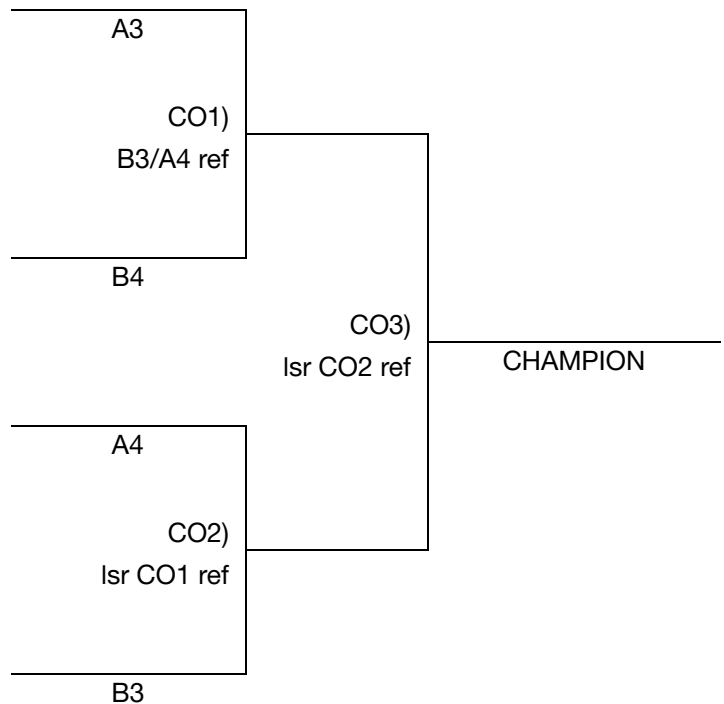 A3
CO1)
B3/A4 ref
B4
CO3)
lsr CO2 ref
CHAMPION
A4
CO2)
lsr CO1 ref
B3